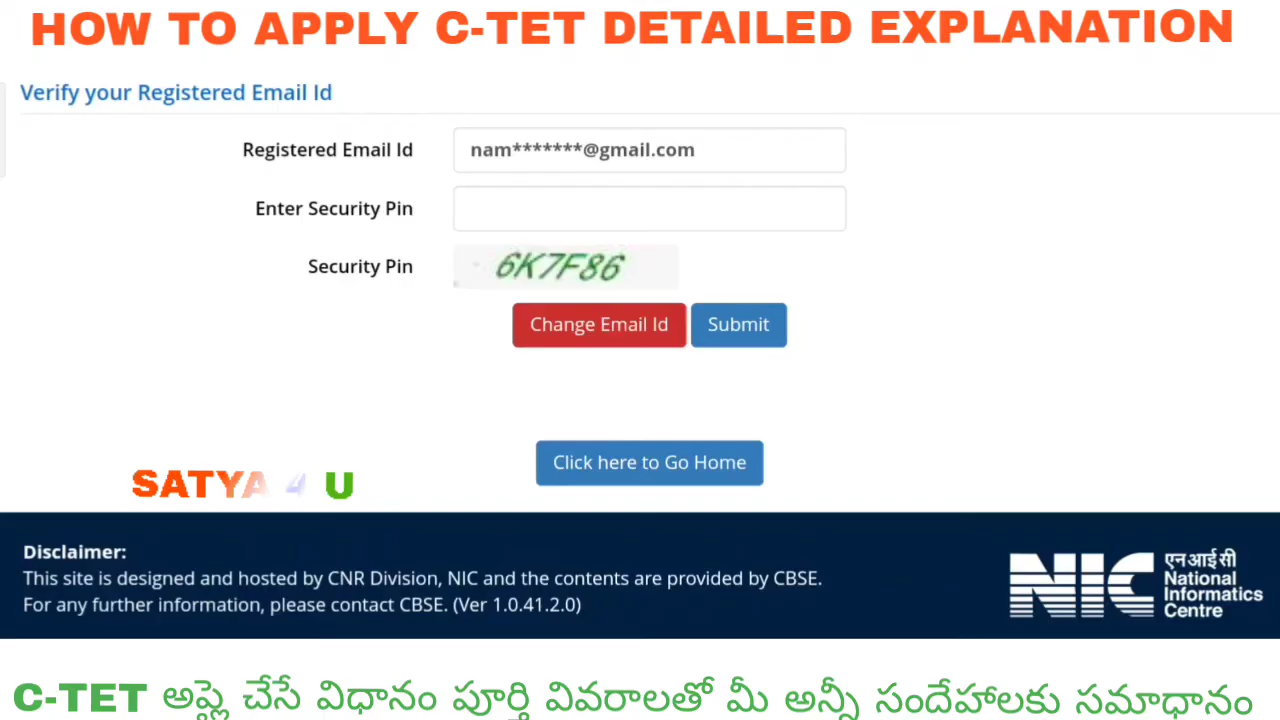 HOW TO APPLY C-TET DETAILED EXPLANATION
Verify your Registered Email Id
Registered Email Id nam*******@gmail.com
Enter Security Pin
Security Pin 6K7F86
Change Email Id Submit
Click here to Go Home
SATYA 4 U
Disclaimer:
This site is designed and hosted by CNR Division, NIC and the contents are provided by CBSE.
For any further information, please contact CBSE. (Ver 1.0.41.2.0)
NIC
एन आई सी
National
Informatics
Centre
C-TET అప్లై చేసే విధానం పూర్తి వివరాలతో మీ అన్నీ సందేహాలకు సమాధానం